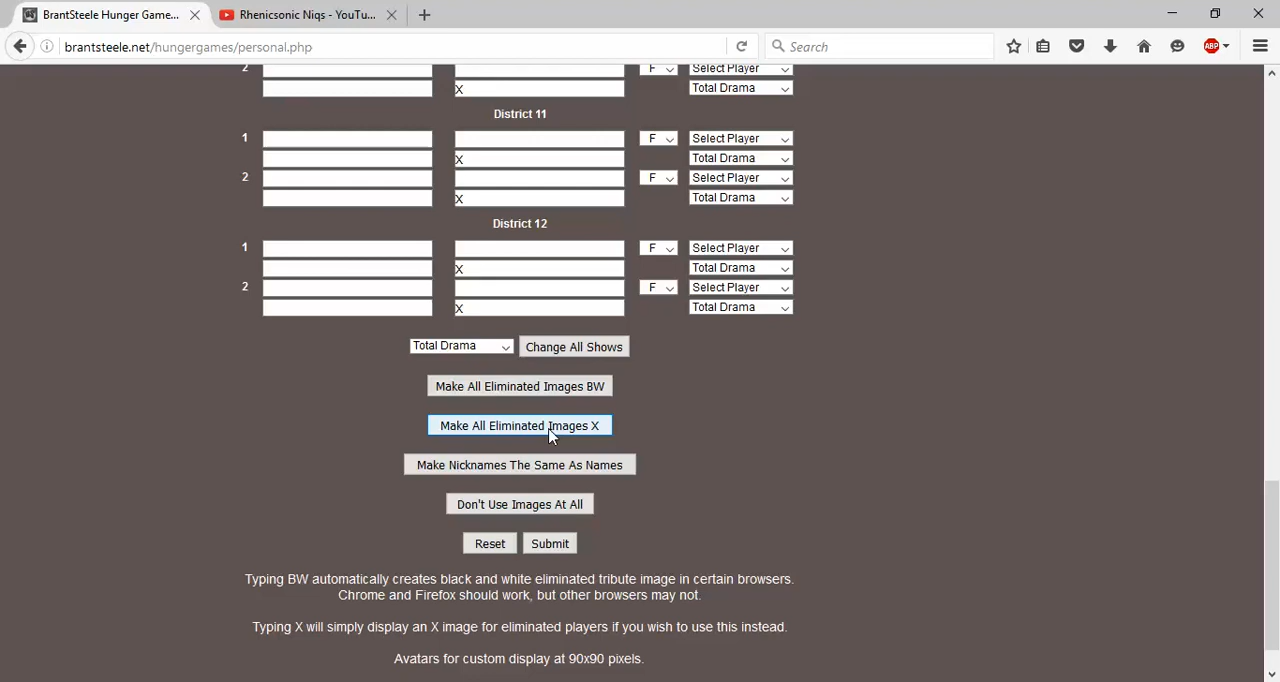 BrantSteele Hunger Game...
Rhenicsonic Niqs - YouTu...
brantsteele.net/hungergames/personal.php
Search
ABP
2 F Select Player
X Total Drama
District 11
1 F Select Player
X Total Drama
2 F Select Player
X Total Drama
District 12
1 F Select Player
X Total Drama
2 F Select Player
X Total Drama
Total Drama Change All Shows
Make All Eliminated Images BW
Make All Eliminated Images X
Make Nicknames The Same As Names
Don't Use Images At All
Reset Submit
Typing BW automatically creates black and white eliminated tribute image in certain browsers.
Chrome and Firefox should work, but other browsers may not.
Typing X will simply display an X image for eliminated players if you wish to use this instead.
Avatars for custom display at 90x90 pixels.